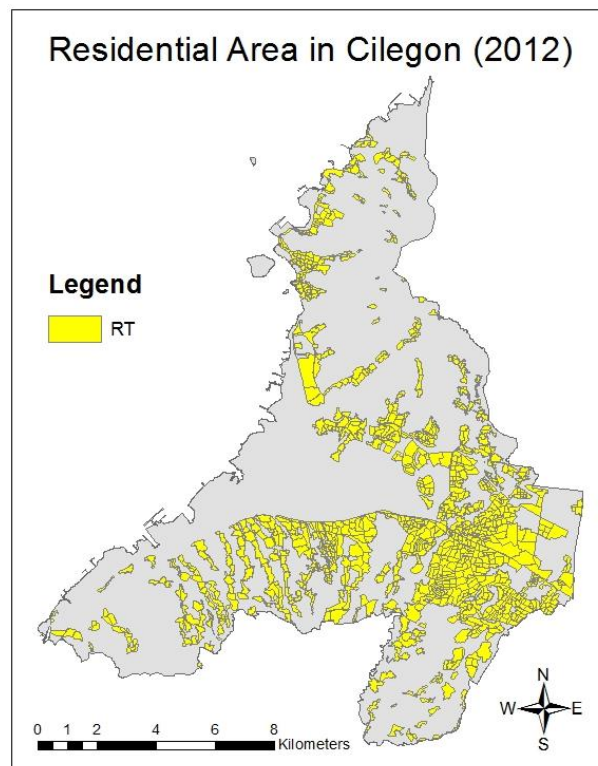 Residential Area in Cilegon (2012)
Legend
RT
N
W E
S
0 1 2 4 6 8
Kilometers